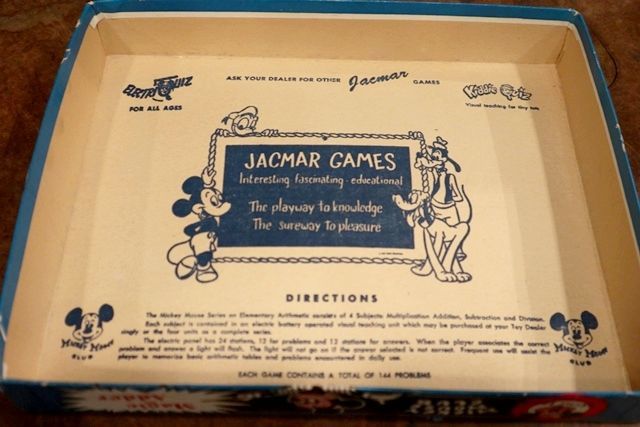 ELECTRIC QUIZ
FOR ALL AGES
ASK YOUR DEALER FOR OTHER Jacmar GAMES
Kiddie Quiz
Visual teaching for tiny tots
JACMAR GAMES
Interesting - fascinating - educational
The playway to knowledge
The sureway to pleasure
DIRECTIONS
The Mickey Mouse Series on Elementary Arithmetic consists of 4 Subjects Multiplication Addition, Subtraction and Division.
Each subject is contained in an electric battery operated visual teaching unit which may be purchased at your Toy Dealer
singly or the four units as a complete series.
The electric panel has 24 stations, 12 for problems and 12 stations for answers. When the player associates the correct
problem and answer a light will flash. The light will not go on if the answer selected is not correct. Frequent use will assist the
player to memorize basic arithmetic tables and problems encountered in daily use.
EACH GAME CONTAINS A TOTAL OF 144 PROBLEMS
Mickey Mouse
CLUB
Mickey Mouse
CLUB
Magic
Adder